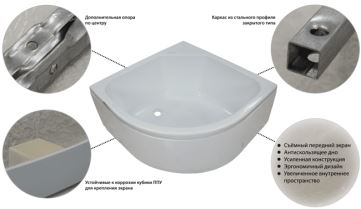 Дополнительная опора
по центру
Каркас из стального профиля
закрытого типа
Устойчивые к коррозии кубики ППУ
для крепления экрана
• Съёмный передний экран
• Антискользящее дно
• Усиленная конструкция
• Эргономичный дизайн
• Увеличенное внутреннее
пространство